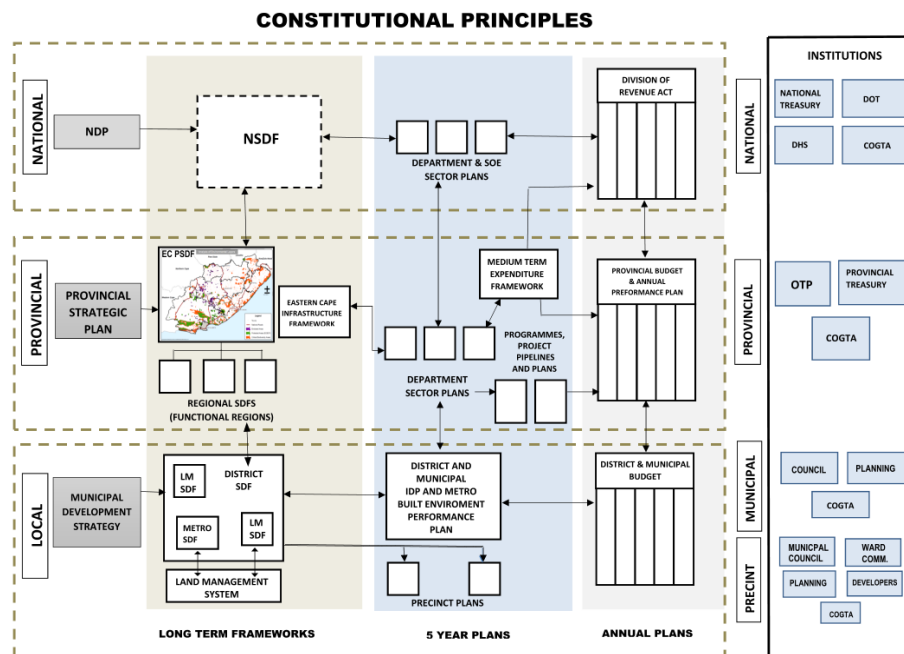 CONSTITUTIONAL PRINCIPLES
NATIONAL
NDP
NSDF
DEPARTMENT & SOE
SECTOR PLANS
DIVISION OF
REVENUE ACT
NATIONAL
PROVINCIAL
PROVINCIAL
STRATEGIC
PLAN
EC PSDF
EASTERN CAPE
INFRASTRUCTURE
FRAMEWORK
REGIONAL SDFS
(FUNCTIONAL REGIONS)
MEDIUM TERM
EXPENDITURE
FRAMEWORK
PROGRAMMES,
PROJECT
PIPELINES
AND PLANS
DEPARTMENT
SECTOR PLANS
PROVINCIAL BUDGET
& ANNUAL
PREFORMANCE PLAN
PROVINCIAL
LOCAL
MUNICIPAL
DEVELOPMENT
STRATEGY
LM
SDF
DISTRICT
SDF
METRO
SDF
LM
SDF
LAND MANAGEMENT
SYSTEM
DISTRICT AND
MUNICIPAL
IDP AND METRO
BUILT ENVIROMENT
PERFORMANCE
PLAN
PRECINCT PLANS
DISTRICT & MUNICIPAL
BUDGET
MUNICIPAL
PRECINT
LONG TERM FRAMEWORKS
5 YEAR PLANS
ANNUAL PLANS
INSTITUTIONS
NATIONAL
TREASURY
DOT
DHS
COGTA
OTP
PROVINCIAL
TREASURY
COGTA
COUNCIL
PLANNING
COGTA
MUNICPAL
COUNCIL
WARD
COMM.
PLANNING
DEVELOPERS
COGTA